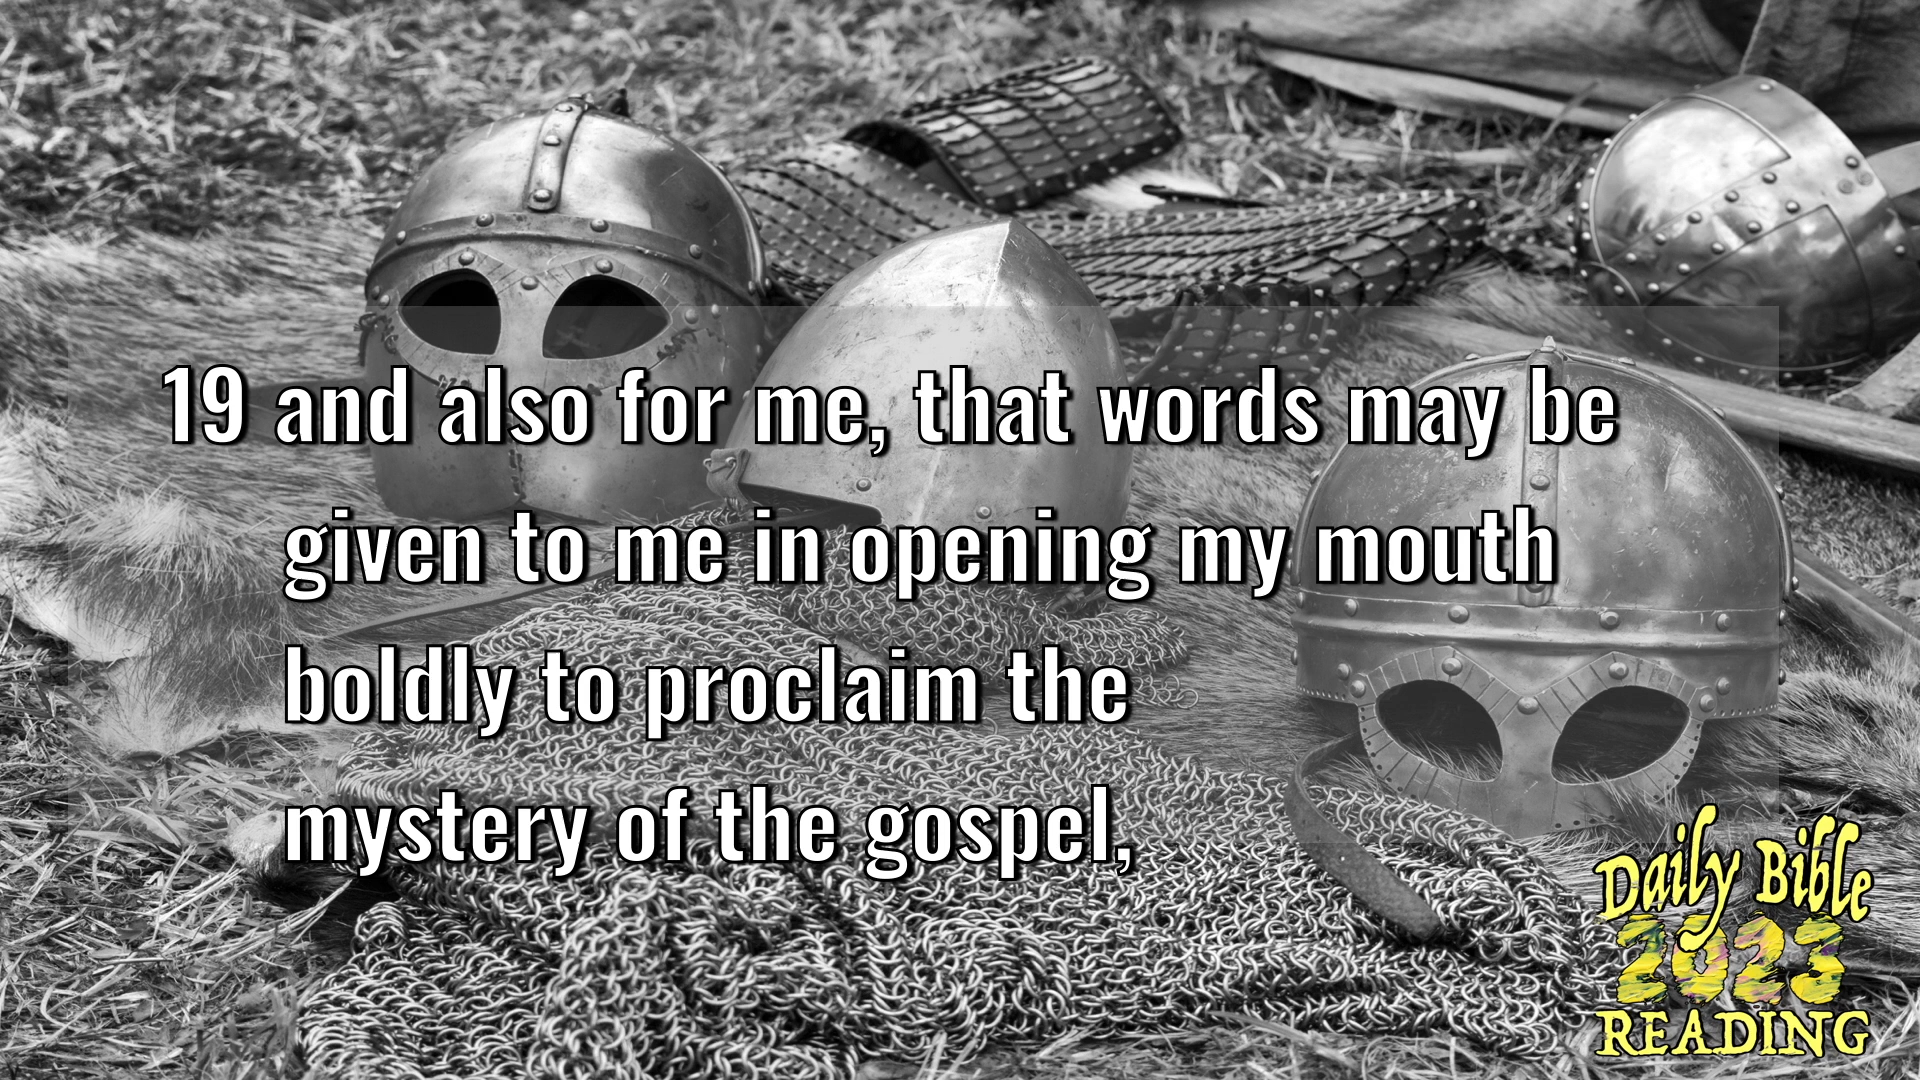 19 and also for me, that words may be
given to me in opening my mouth
boldly to proclaim the
mystery of the gospel,
Daily Bible
2023
READING